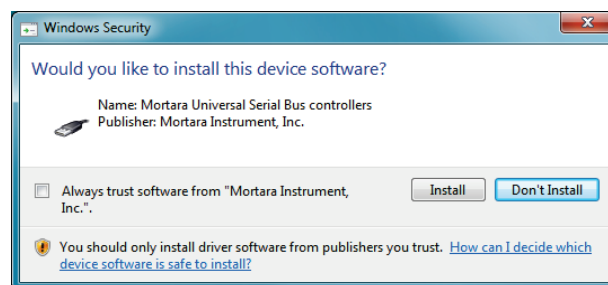 Windows Security
Would you like to install this device software?
Name: Mortara Universal Serial Bus controllers
Publisher: Mortara Instrument, Inc.
Always trust software from "Mortara Instrument,
Inc.".
Install
Don't Install
You should only install driver software from publishers you trust. How can I decide which
device software is safe to install?